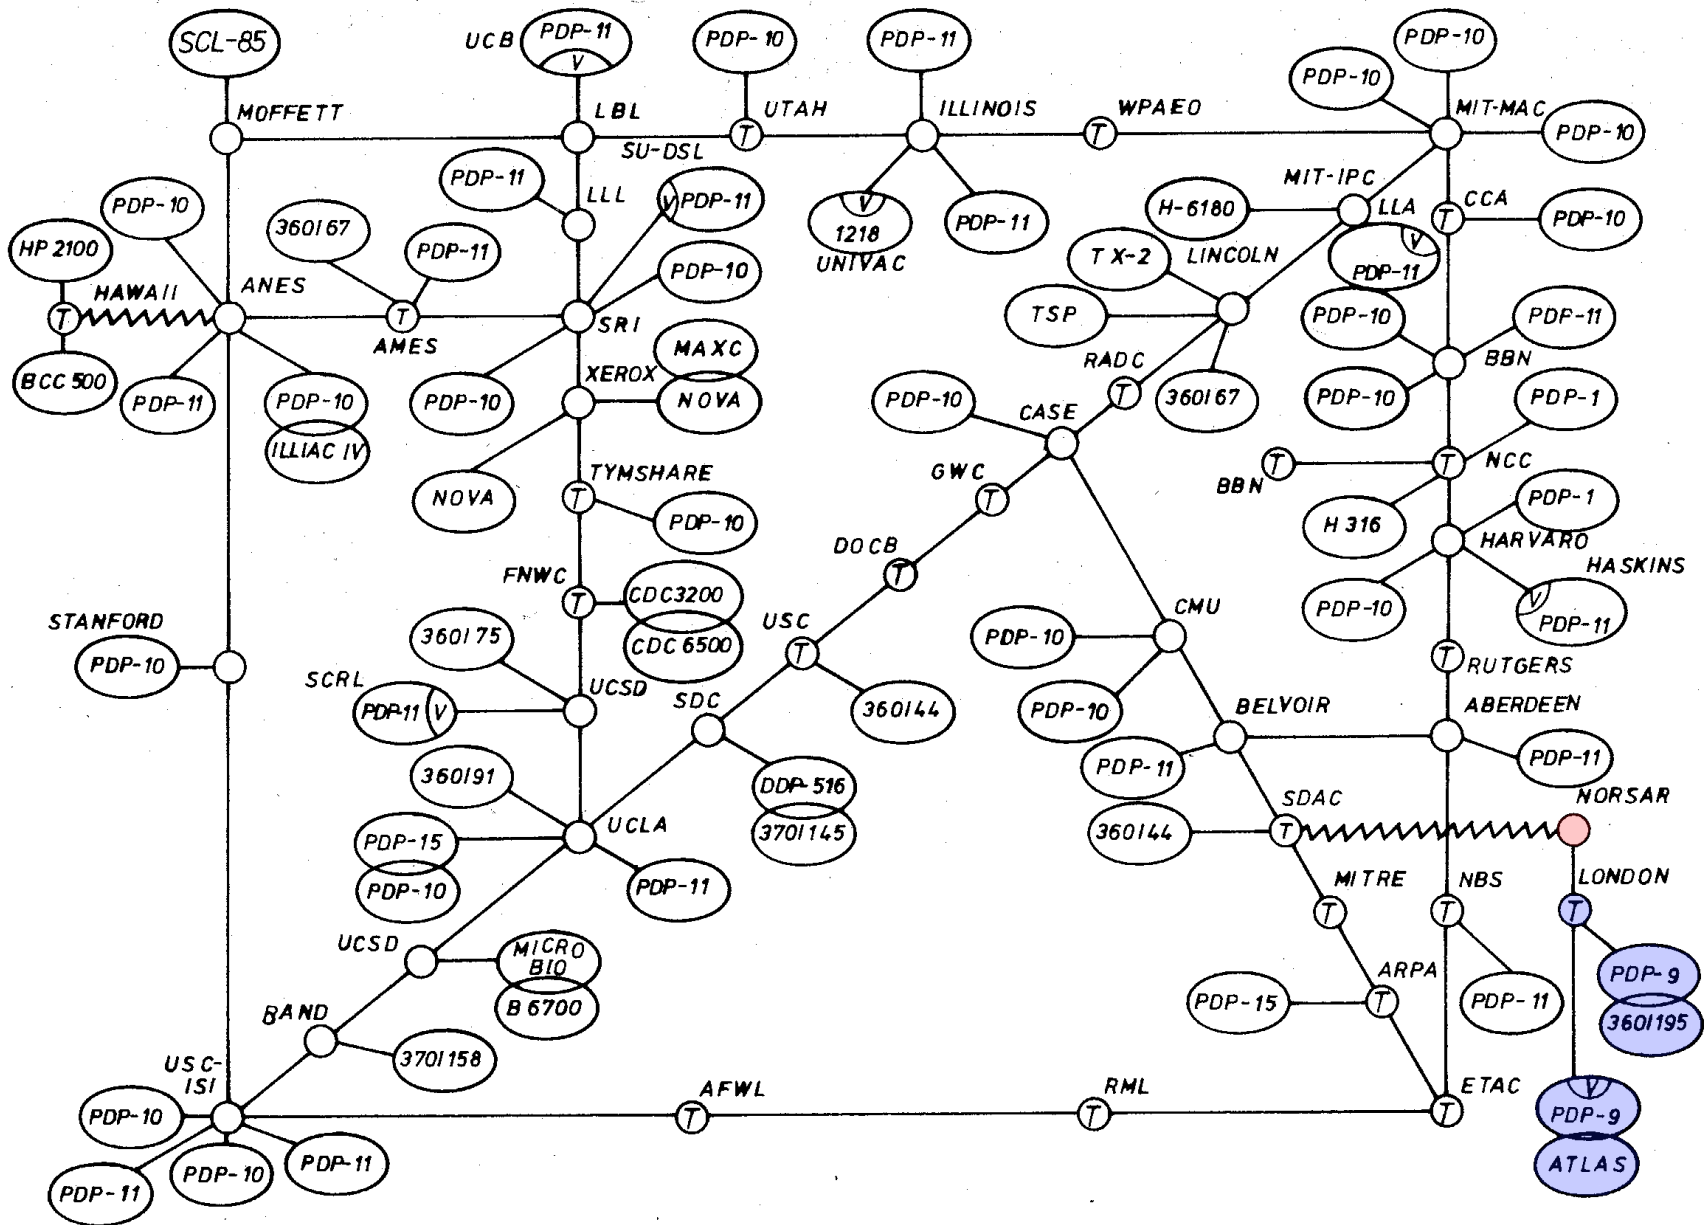 SCL-85
UCB
PDP-11
V
PDP-10
PDP-11
PDP-10
PDP-10
MOFFETT
LBL
UTAH
ILLINOIS
WPAEO
MIT-MAC
T
T
PDP-10
SU-DSL
PDP-11
LLL
V
PDP-11
MIT-IPC
LLA
CCA
PDP-10
360/67
H-6180
T
PDP-10
HP 2100
PDP-11
V
1218
UNIVAC
PDP-11
V
PDP-11
TX-2
LINCOLN
PDP-10
HAWAII
ANES
T
T
AMES
SRI
TSP
PDP-10
PDP-11
BBN
MAXC
NOVA
XEROX
RADC
T
BCC 500
PDP-11
PDP-10
ILLIAC IV
PDP-10
PDP-10
CASE
360/67
PDP-10
PDP-1
GWC
T
BBN
T
T
NCC
NOVA
TYMSHARE
T
PDP-10
H 316
PDP-1
HARVARO
DOCB
T
HASKINS
FNWC
T
CDC3200
CDC 6500
PDP-10
V
PDP-11
STANFORD
PDP-10
360/75
USC
T
PDP-10
CMU
T
RUTGERS
SCRL
PDP-11
V
UCSD
SDC
360/44
PDP-10
BELVOIR
ABERDEEN
360/91
DDP-516
370/145
PDP-11
PDP-11
SDAC
NORSAR
PDP-15
PDP-10
UCLA
360/44
T
PDP-11
MITRE
T
NBS
T
LONDON
T
UCSD
MICRO
BIO
B 6700
ARPA
PDP-15
T
PDP-11
PDP-9
360/195
BAND
370/158
USC-
ISI
AFWL
RML
ETAC
PDP-10
T
T
T
V
PDP-9
ATLAS
PDP-11
PDP-10
PDP-11